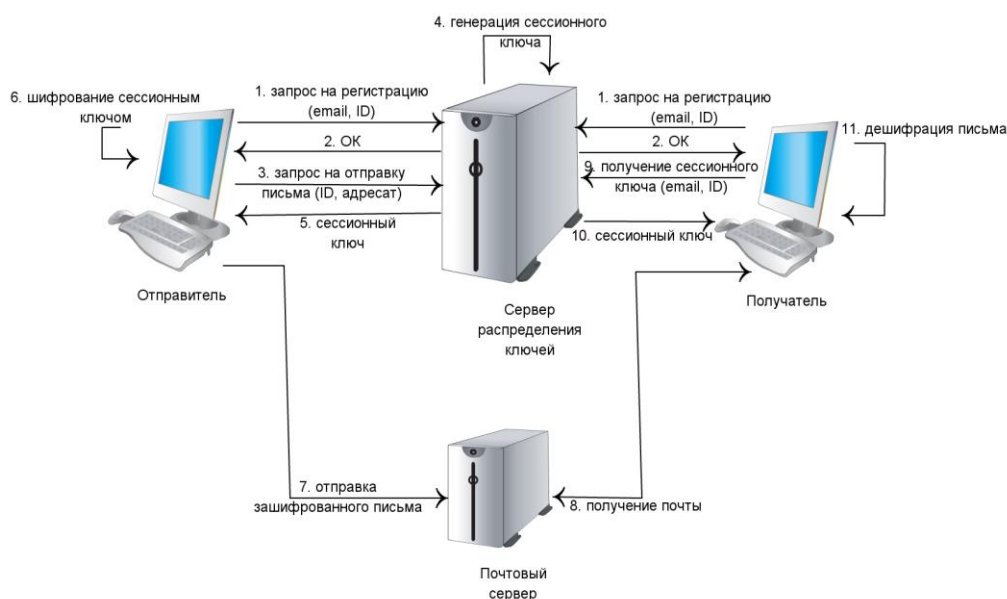 4. генерация сессионного
ключа
6. шифрование сессионным
ключом
1. запрос на регистрацию
(email, ID)
2. ОК
3. запрос на отправку
письма (ID, адресат)
5. сессионный
ключ
1. запрос на регистрацию
(email, ID)
2. ОК
9. получение сессионного
ключа (email, ID)
10. сессионный ключ
11. дешифрация письма
Отправитель
Сервер
распределения
ключей
Получатель
7. отправка
зашифрованного письма
8. получение почты
Почтовый
сервер